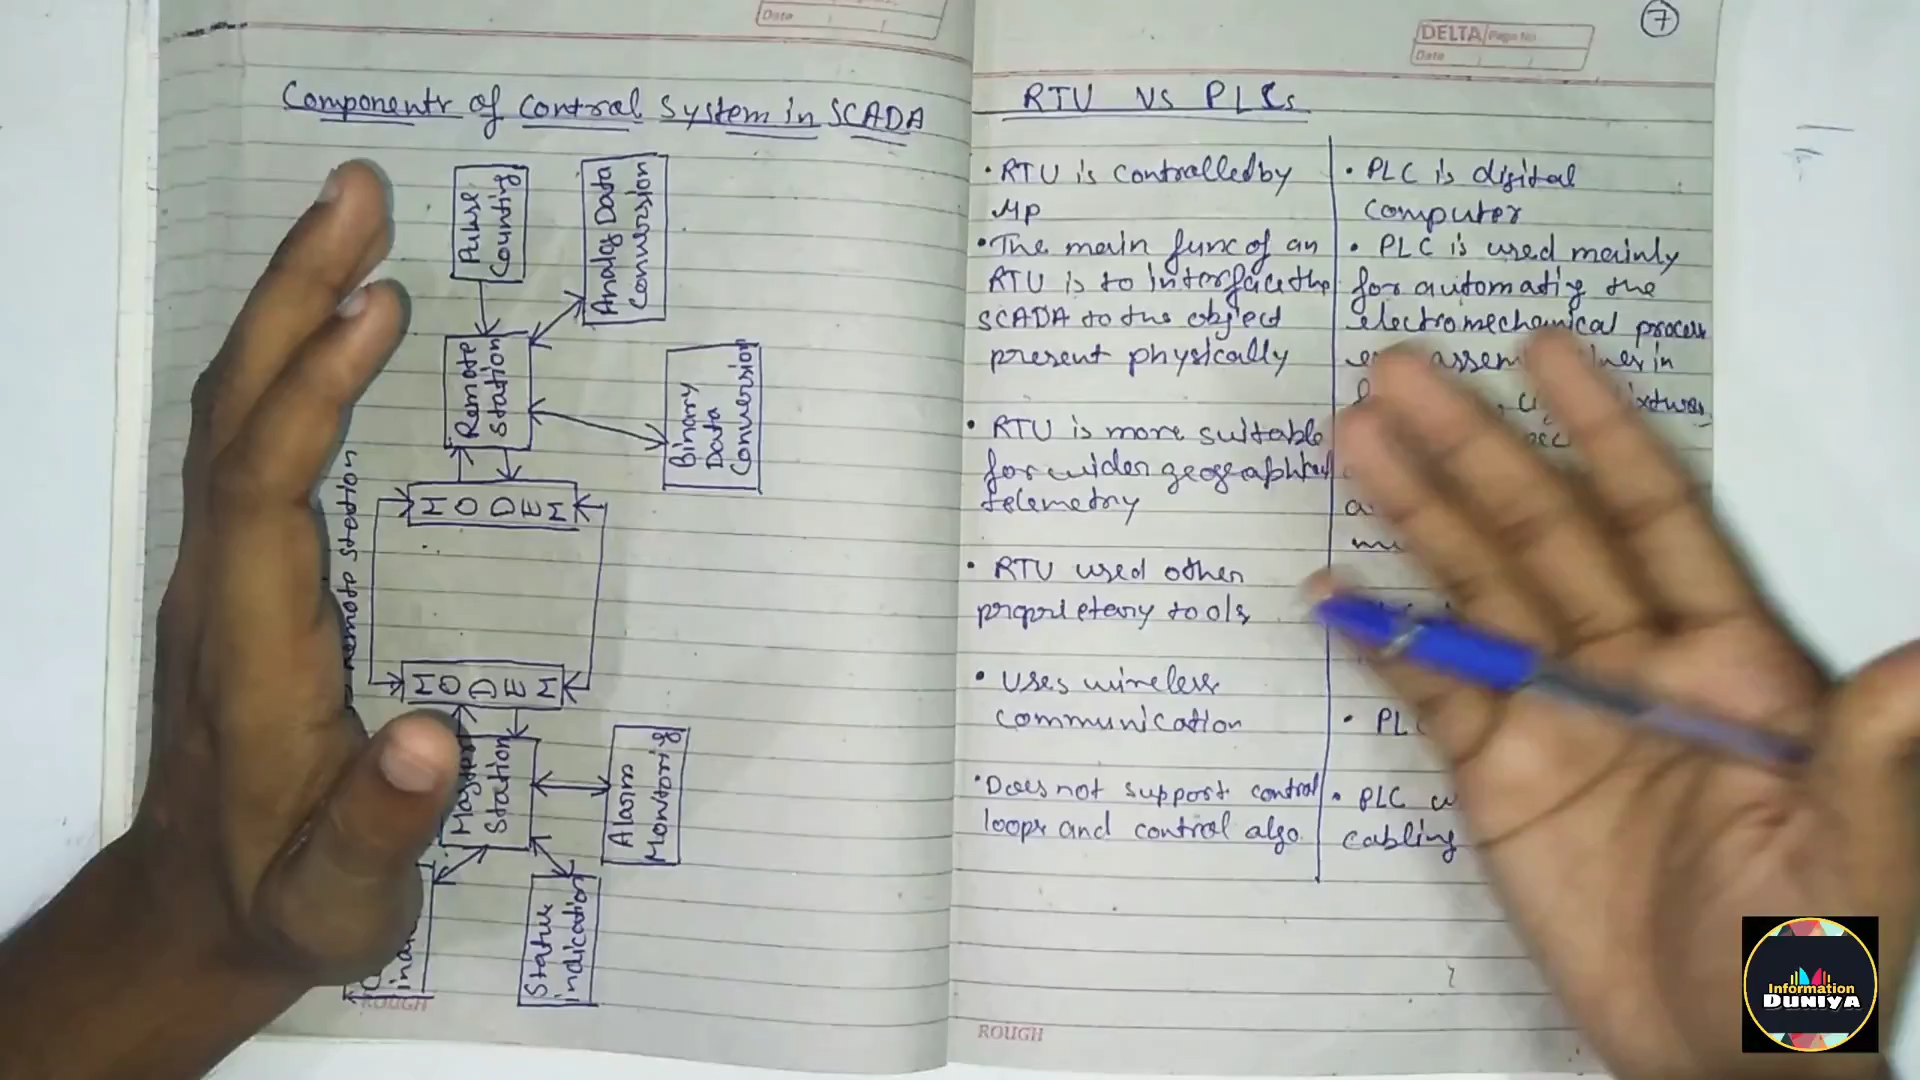 Date
DELTA Page No
Date
7
Components of Control System in SCADA
Pulse
Counting
Analog Data
Conversion
Remote
Station
Binary
Data
Conversion
remote station
MODEM
MODEM
Master
Station
Alarm
Montoring
Status
indication
ROUGH
RTU VS PLCs
• RTU is Controlled by
MP
• The main func of an
RTU is to interface the
SCADA to the object
present physically
• RTU is more suitable
for wider geographical
telemetry
• RTU used other
proprietary tools
• Uses wireless
communication
• Does not support control
loops and control algo
• PLC is digital
computer
• PLC is used mainly
for automating the
electromechanical process
in
• PLC
• PLC
cabling
ROUGH
Information
Duniya